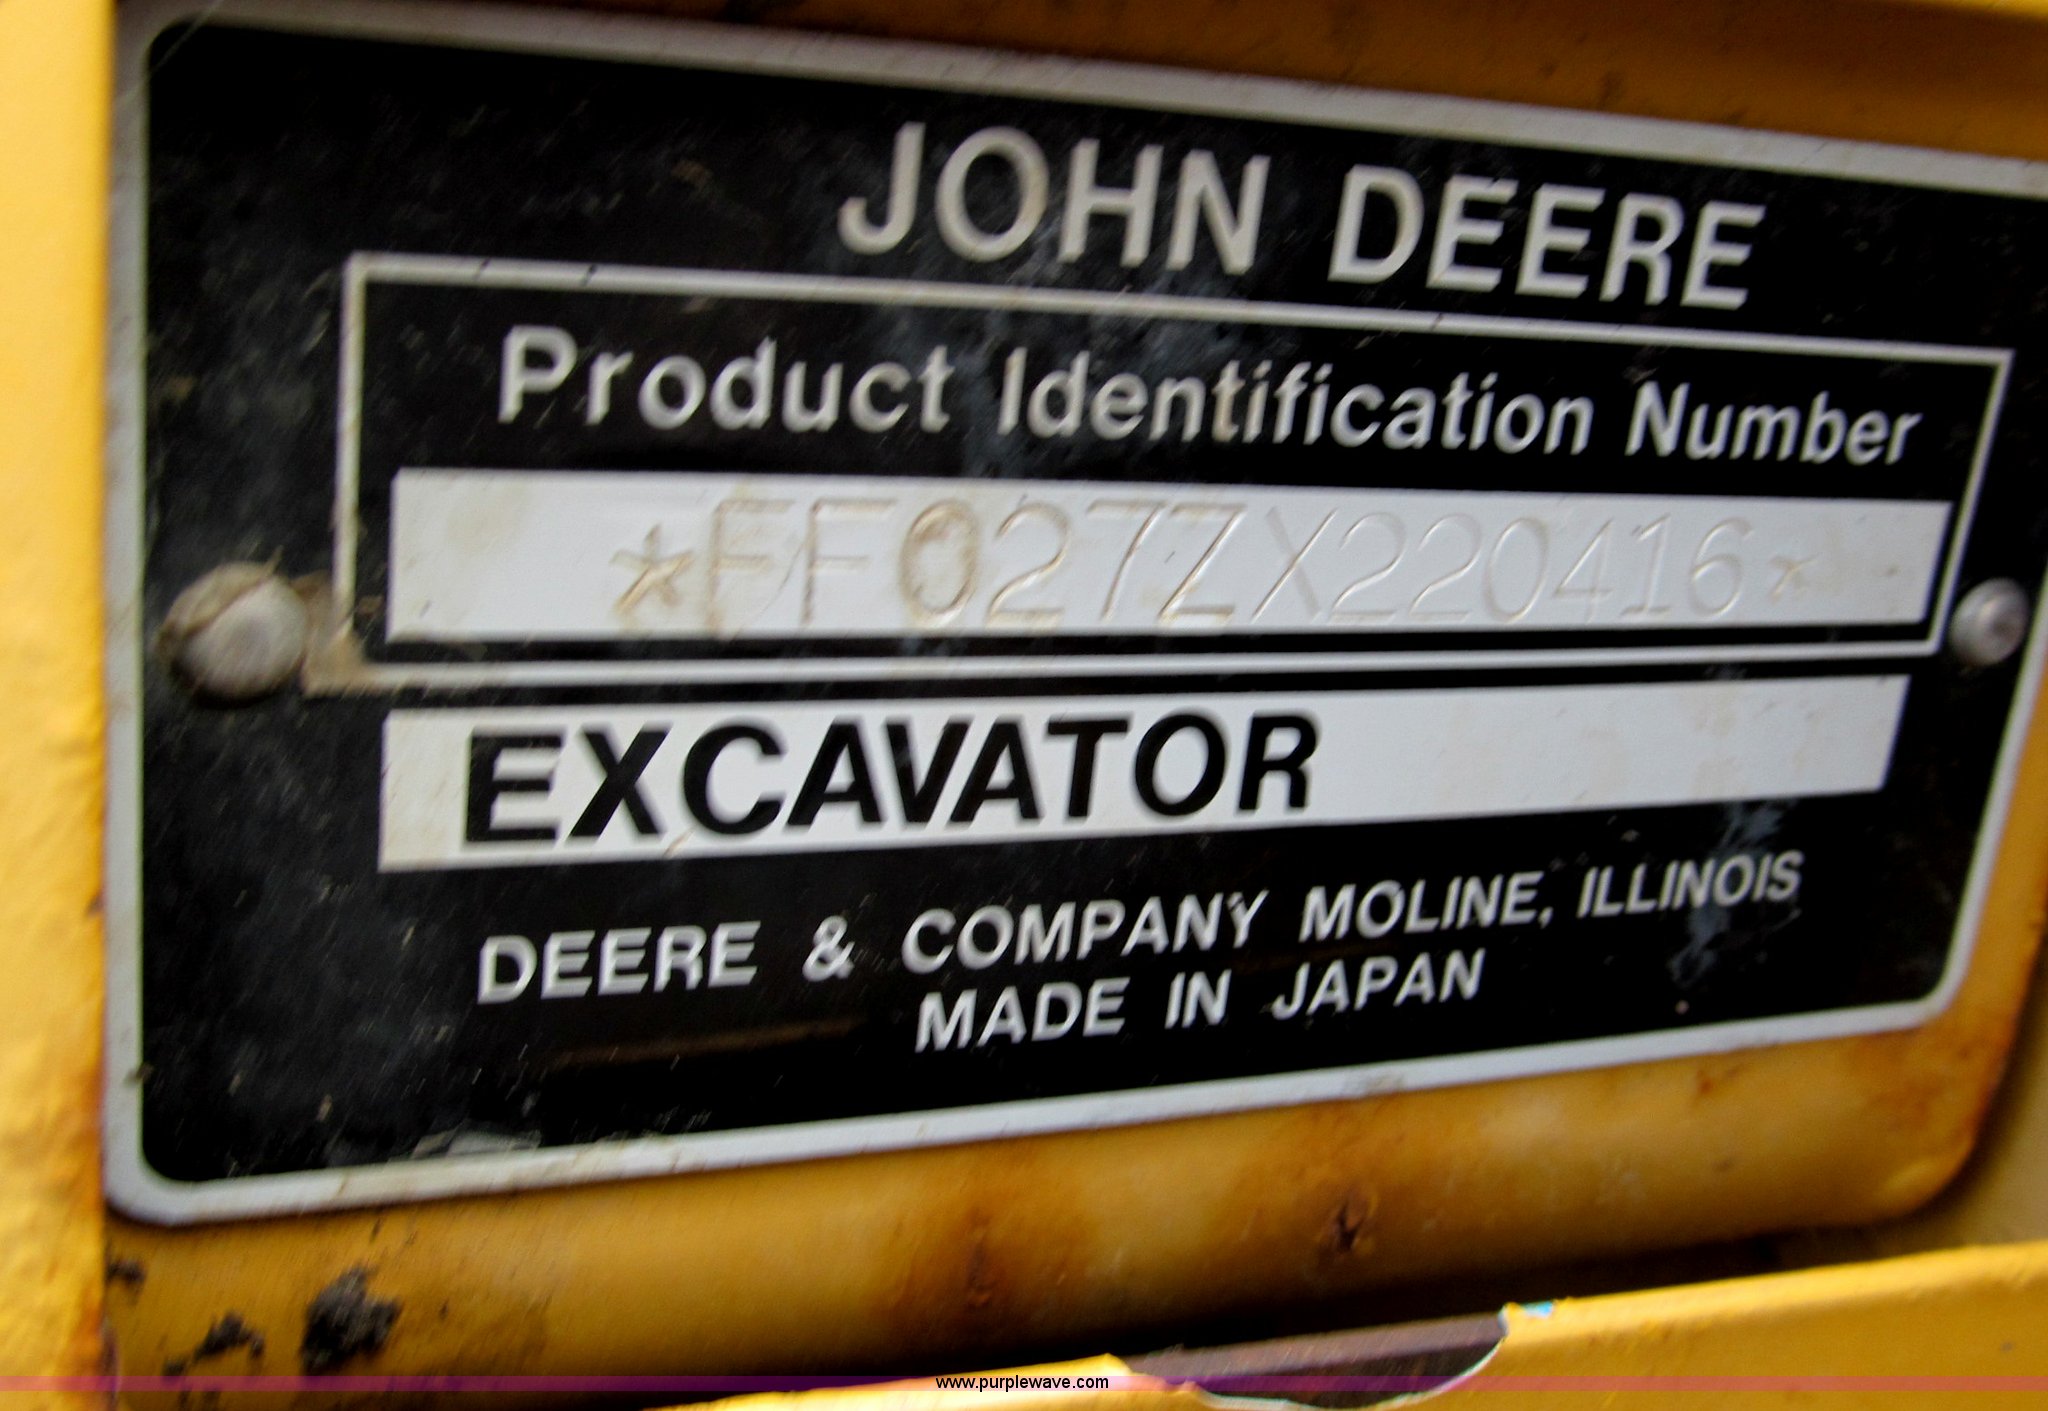 JOHN DEERE
Product Identification Number
*FF027ZX220416*
EXCAVATOR
DEERE & COMPANY MOLINE, ILLINOIS
MADE IN JAPAN
www.purplewave.com